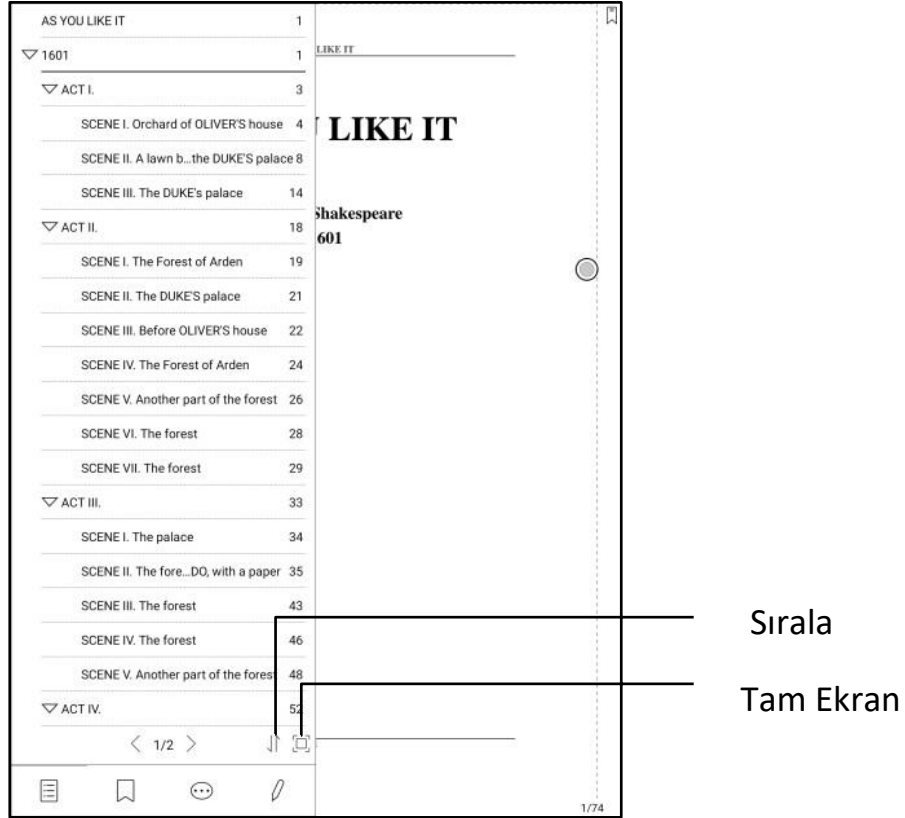 AS YOU LIKE IT 1
1601 1
ACT I. 3
SCENE I. Orchard of OLIVER'S house 4
SCENE II. A lawn b...the DUKE'S palace 8
SCENE III. The DUKE's palace 14
ACT II. 18
SCENE I. The Forest of Arden 19
SCENE II. The DUKE'S palace 21
SCENE III. Before OLIVER'S house 22
SCENE IV. The Forest of Arden 24
SCENE V. Another part of the forest 26
SCENE VI. The forest 28
SCENE VII. The forest 29
ACT III. 33
SCENE I. The palace 34
SCENE II. The fore...DO, with a paper 35
SCENE III. The forest 43
SCENE IV. The forest 46
SCENE V. Another part of the forest 48
ACT IV. 52
1/2
LIKE IT
LIKE IT
Shakespeare
601
1/74
Sırala
Tam Ekran